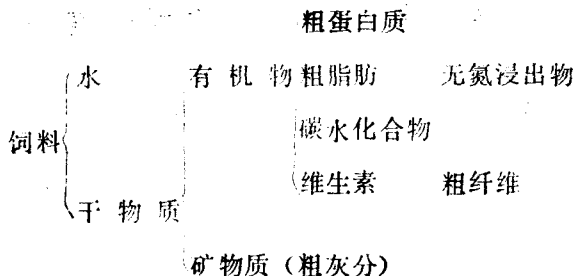 粗蛋白质
水 有机物 粗脂肪 无氮浸出物
饲料 碳水化合物
维生素 粗纤维
干物质
矿物质（粗灰分）